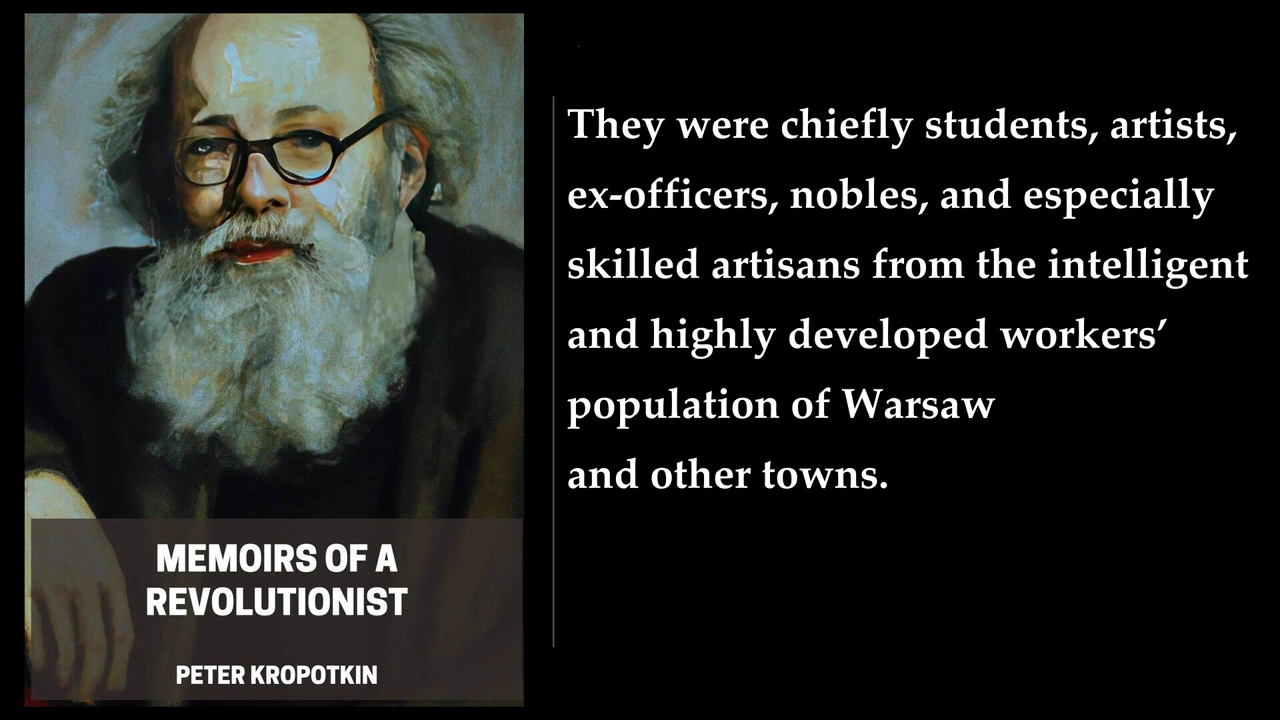 They were chiefly students, artists,
ex-officers, nobles, and especially
skilled artisans from the intelligent
and highly developed workers’
population of Warsaw
and other towns.
MEMOIRS OF A
REVOLUTIONIST
PETER KROPOTKIN